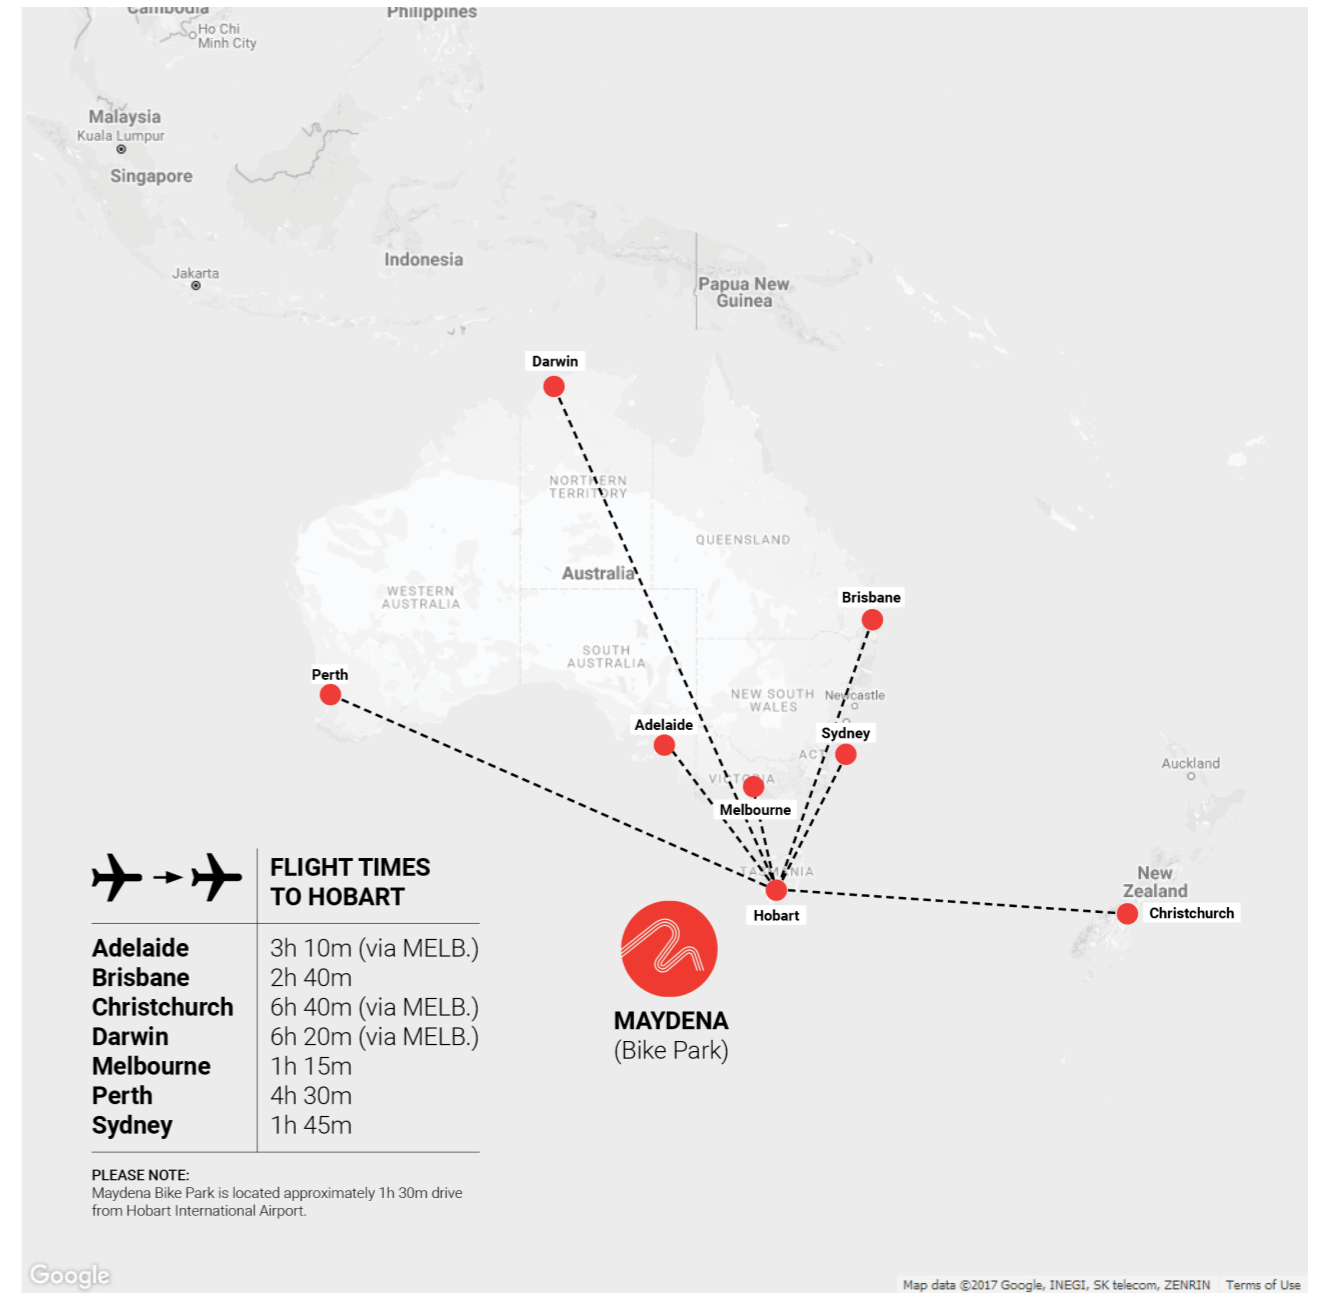 Cambodia
Philippines
Ho Chi
Minh City
Malaysia
Kuala Lumpur
Singapore
Indonesia
Jakarta
Papua New
Guinea
Darwin
NORTHERN
TERRITORY
QUEENSLAND
Australia
WESTERN
AUSTRALIA
Brisbane
SOUTH
AUSTRALIA
Perth
NEW SOUTH
WALES
Newcastle
Adelaide
Sydney
ACT
VICTORIA
Auckland
Melbourne
TASMANIA
New
Zealand
Hobart
Christchurch
FLIGHT TIMES
TO HOBART
Adelaide 3h 10m (via MELB.)
Brisbane 2h 40m
Christchurch 6h 40m (via MELB.)
Darwin 6h 20m (via MELB.)
Melbourne 1h 15m
Perth 4h 30m
Sydney 1h 45m
MAYDENA
(Bike Park)
PLEASE NOTE:
Maydena Bike Park is located approximately 1h 30m drive
from Hobart International Airport.
Google
Map data ©2017 Google, INEGI, SK telecom, ZENRIN Terms of Use